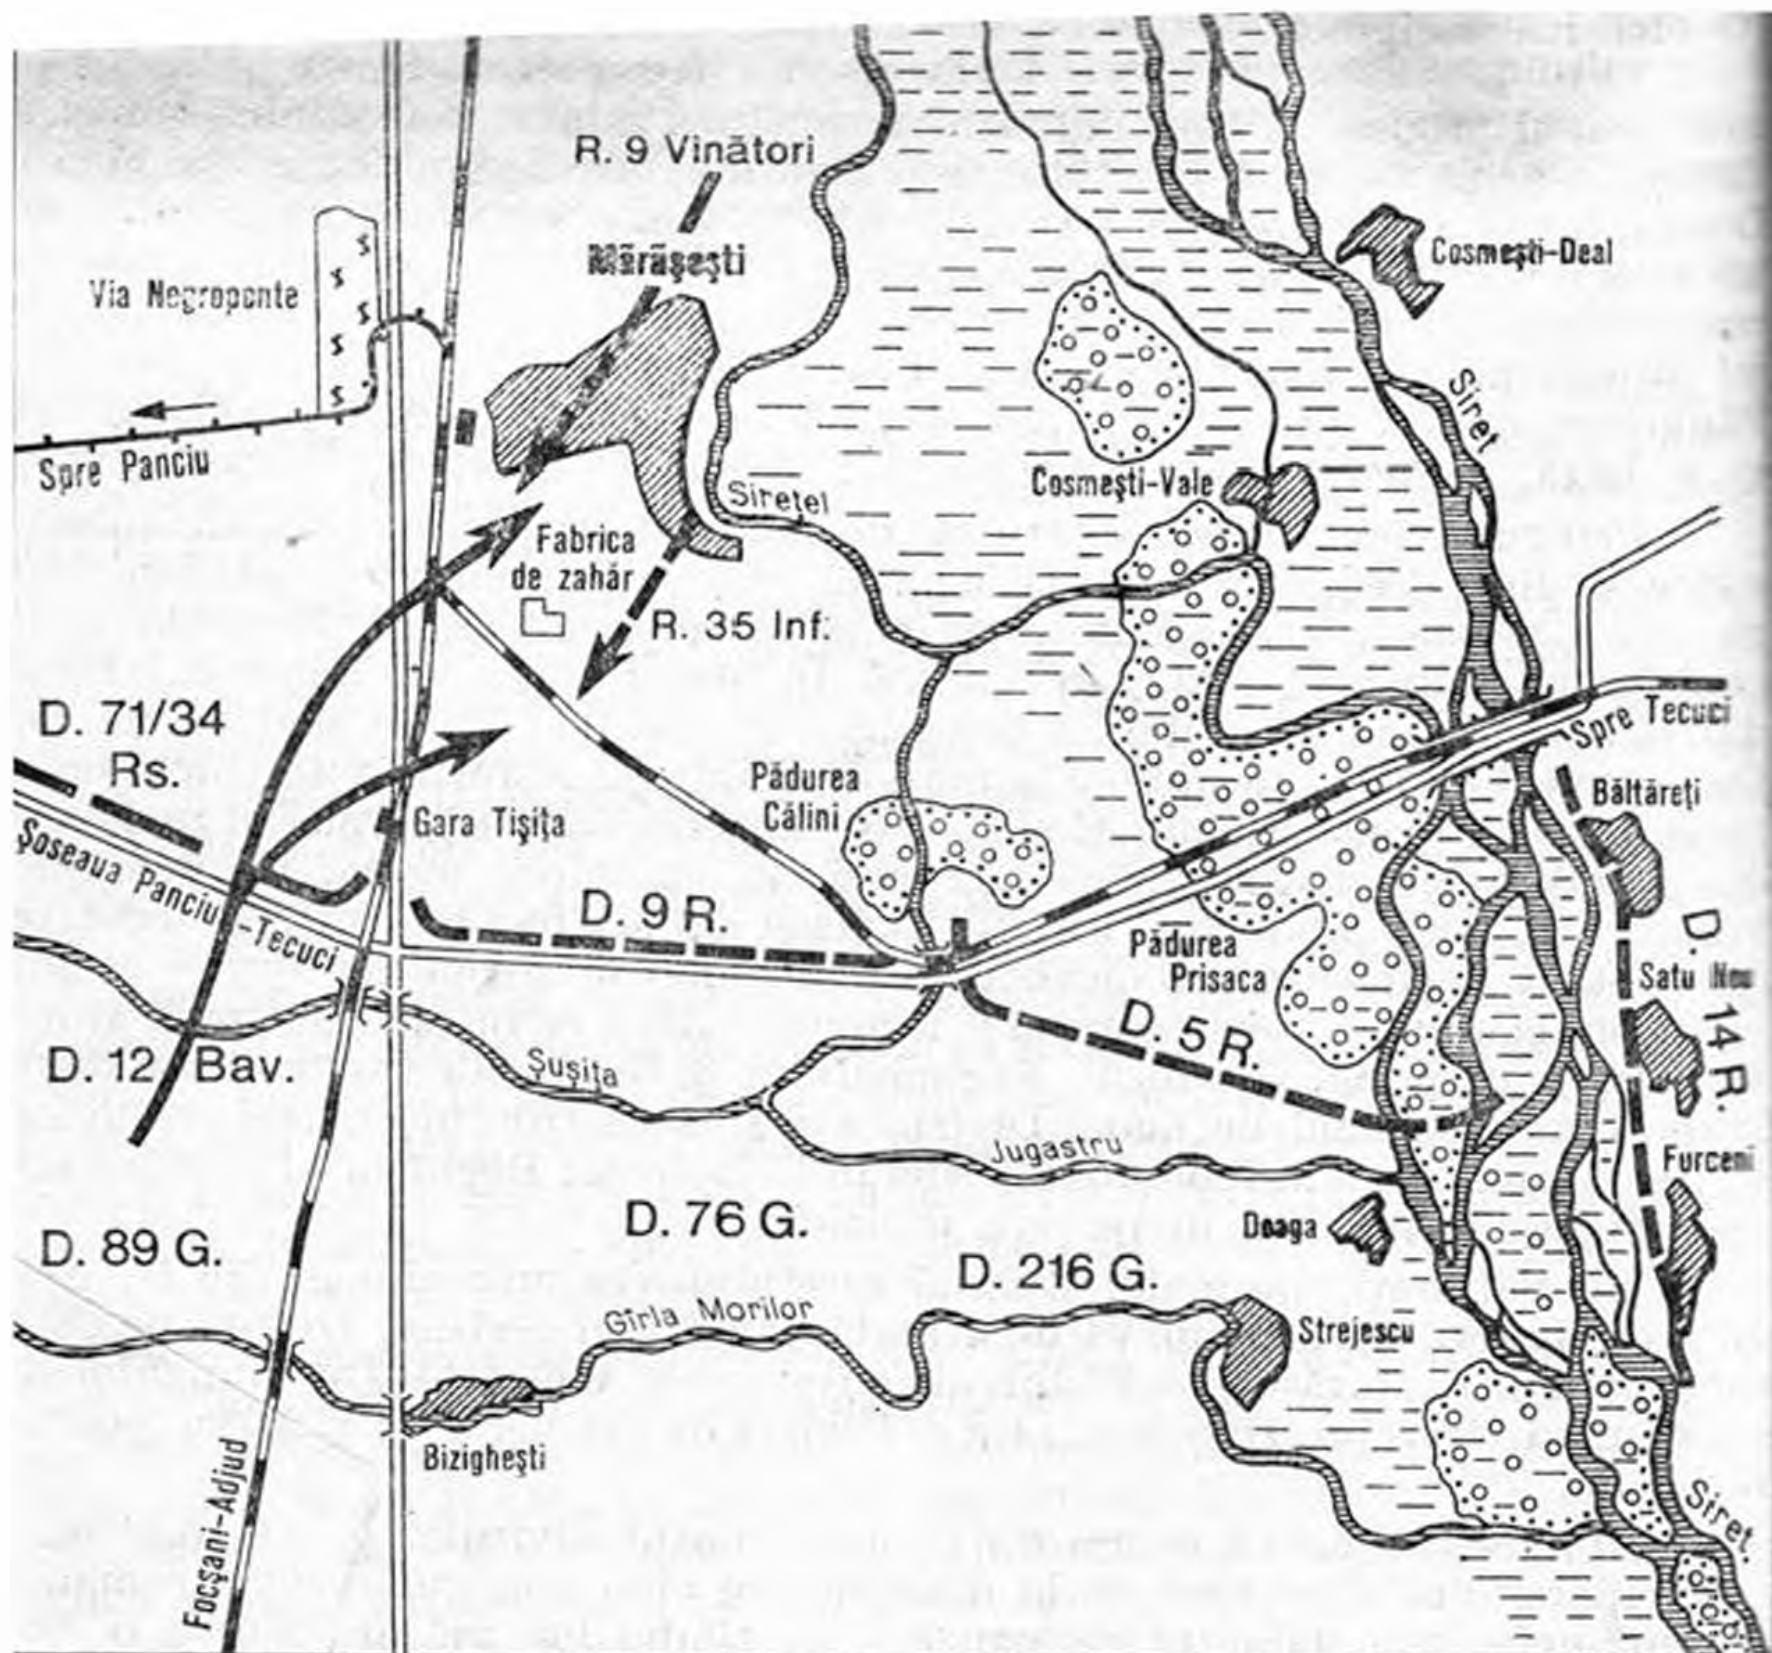 R. 9 Vinători
Mărăşeşti
Cosmeşti-Deal
Via Negroponte
Siret
Spre Panciu
Cosmeşti-Vale
Sireţel
Fabrica
de zahăr
R. 35 Inf.
D. 71/34
Rs.
Spre Tecuci
Pădurea
Călini
Băltăreţi
Gara Tişiţa
Şoseaua Panciu-Tecuci
D. 9 R.
Pădurea
Prisaca
D. 14 R.
Satu Nou
D. 5 R.
D. 12 Bav.
Şuşiţa
Jugastru
Furceni
D. 76 G.
Doaga
D. 89 G.
D. 216 G.
Gîrla Morilor
Strejescu
Bizigheşti
Focşani-Adjud
Siret.